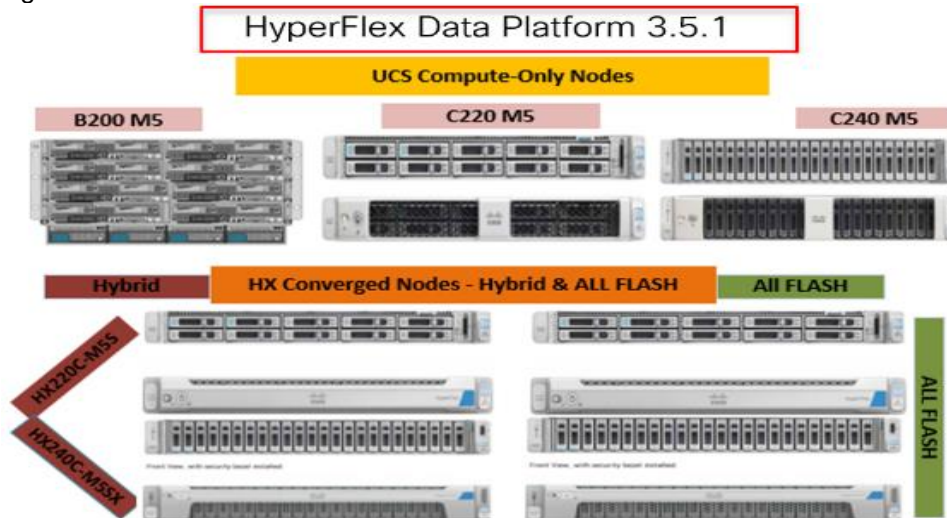 HyperFlex Data Platform 3.5.1
UCS Compute-Only Nodes
B200 M5
C220 M5
C240 M5
Hybrid
HX Converged Nodes - Hybrid & ALL FLASH
All FLASH
HX220C-M5S
HX240C-M5SX
ALL FLASH
Front View, with security bezel installed
Front View, with security bezel installed